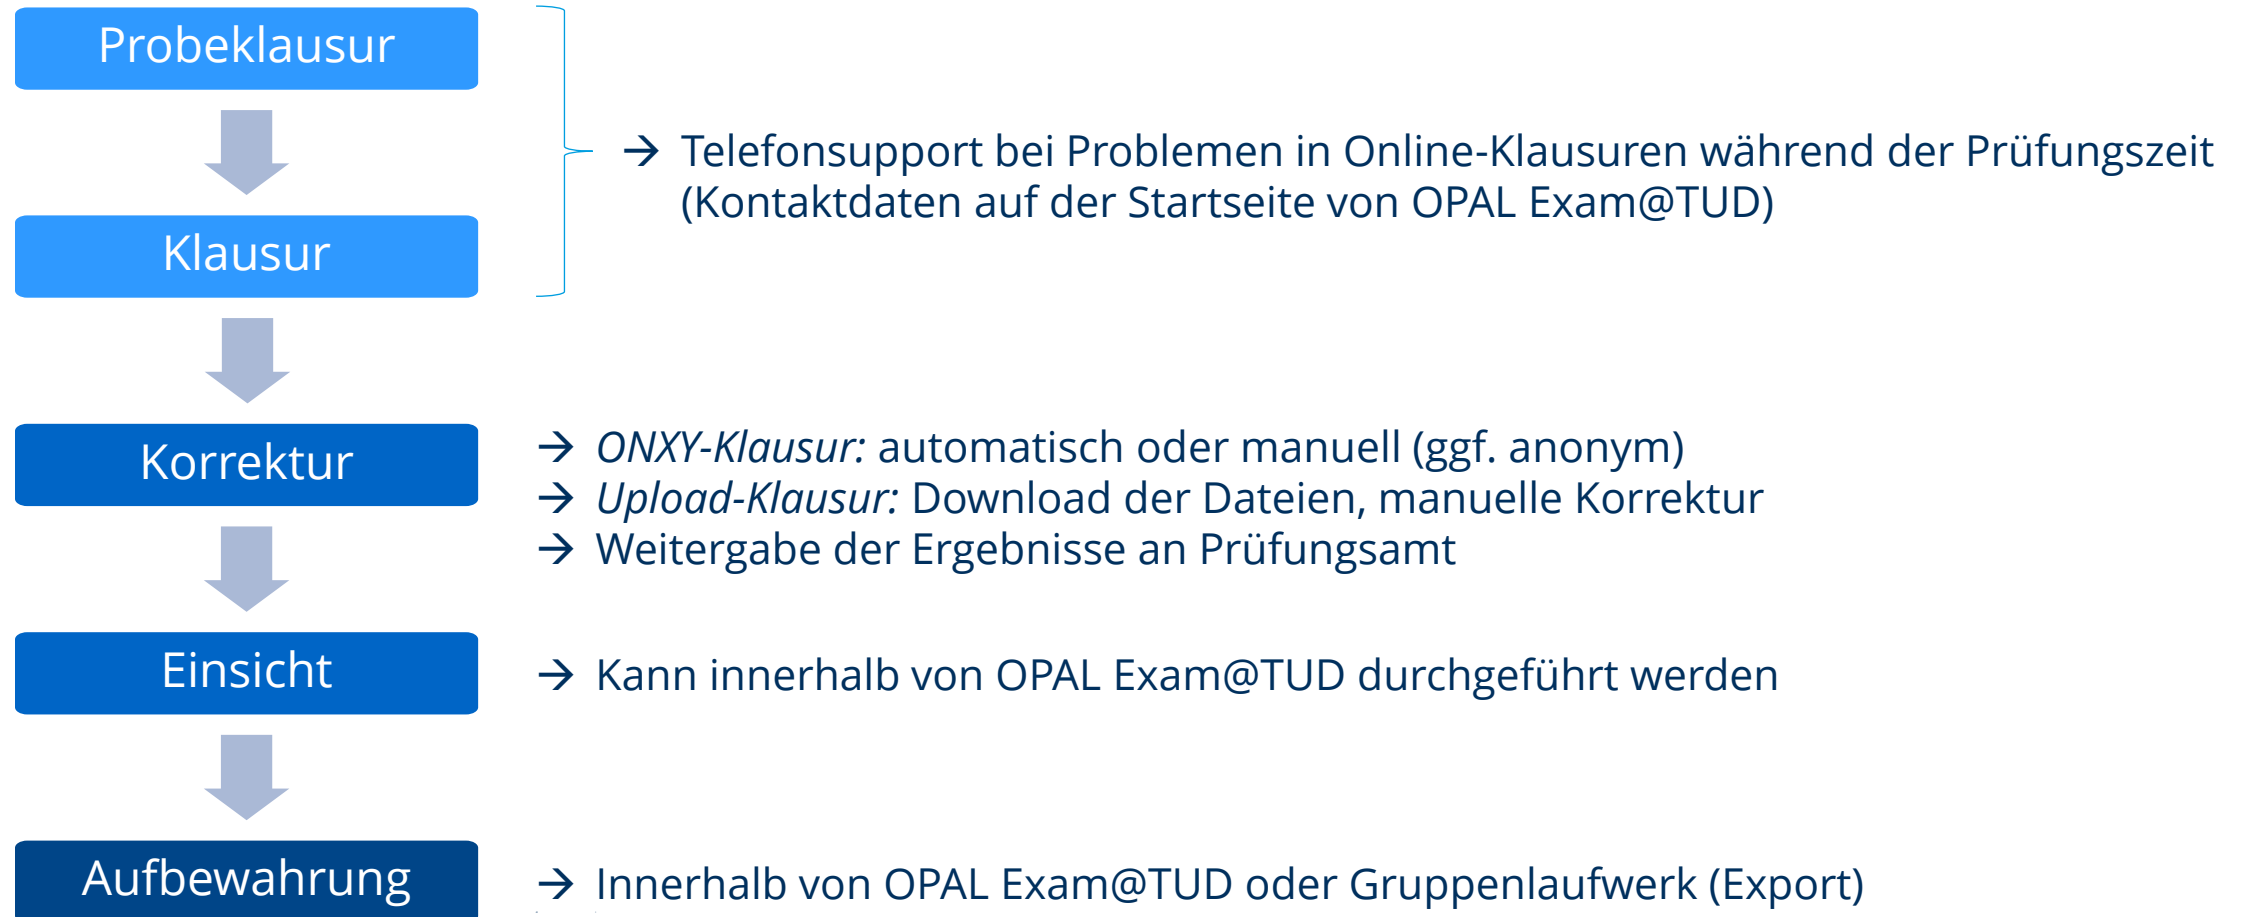 Probeklausur
→ Telefonsupport bei Problemen in Online-Klausuren während der Prüfungszeit
(Kontaktdaten auf der Startseite von OPAL Exam@TUD)
Klausur
Korrektur
→ ONXY-Klausur: automatisch oder manuell (ggf. anonym)
→ Upload-Klausur: Download der Dateien, manuelle Korrektur
→ Weitergabe der Ergebnisse an Prüfungsamt
Einsicht
→ Kann innerhalb von OPAL Exam@TUD durchgeführt werden
Aufbewahrung
→ Innerhalb von OPAL Exam@TUD oder Gruppenlaufwerk (Export)